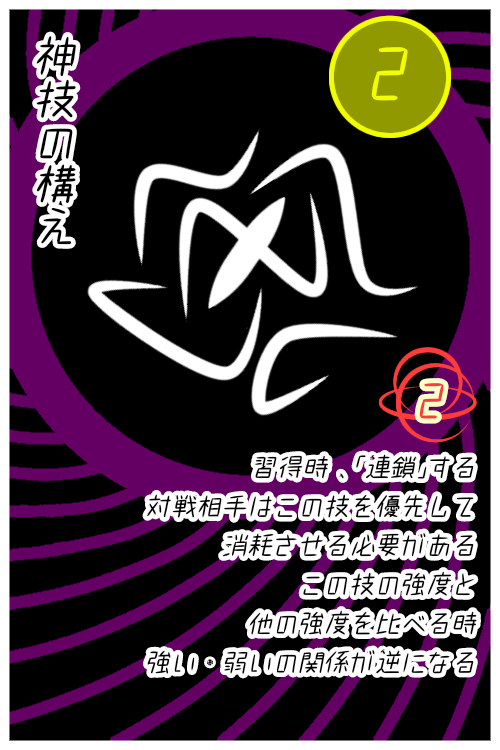 神技の構え
2
2
習得時、「連鎖」する
対戦相手はこの技を優先して
消耗させる必要がある
この技の強度と
他の強度を比べる時
強い・弱いの関係が逆になる